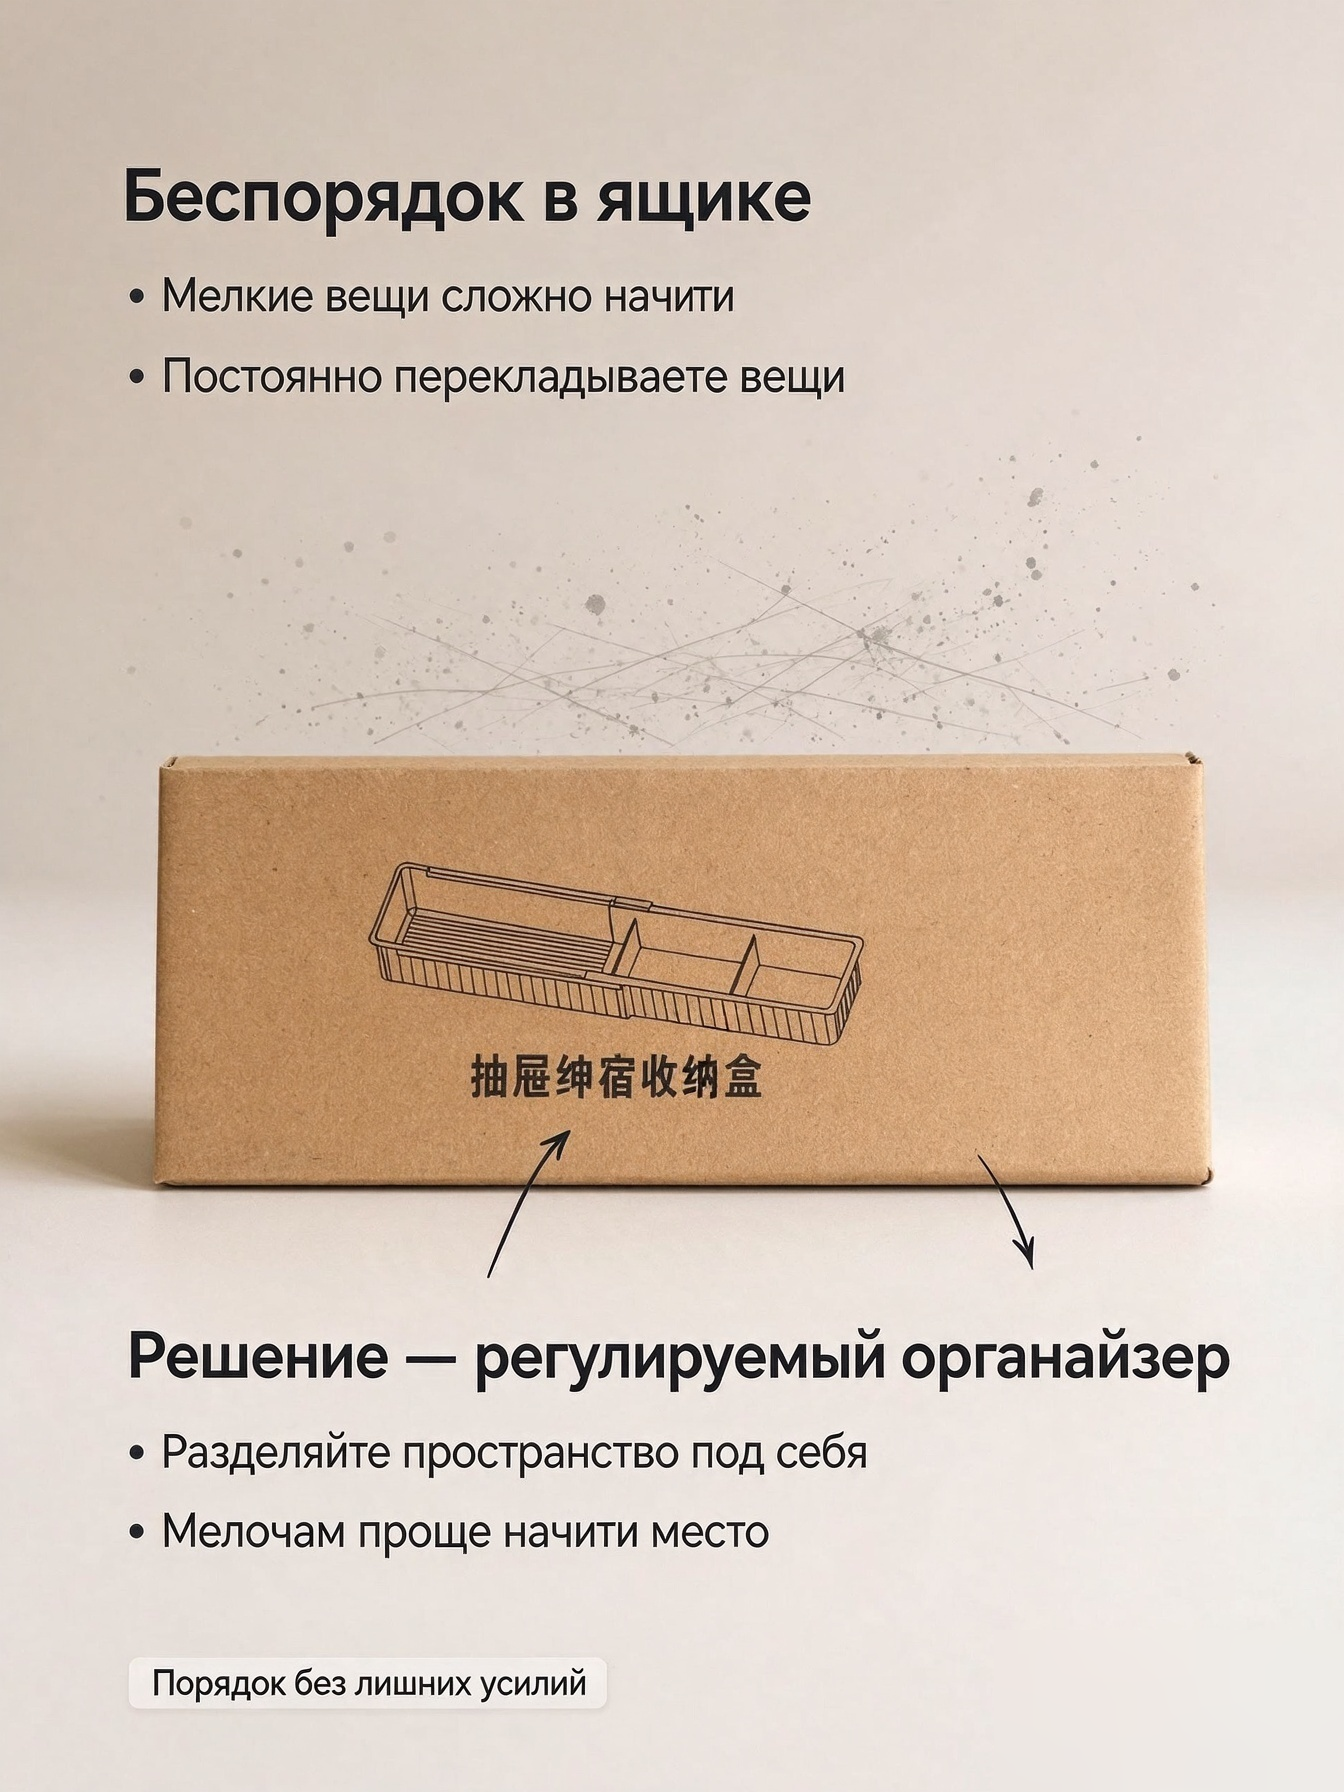 Беспорядок в ящике
• Мелкие вещи сложно начити
• Постоянно перекладываете вещи
抽屉绅宿收纳盒
Решение — регулируемый органайзер
• Разделяйте пространство под себя
• Мелочам проще начити место
Порядок без лишних усилий